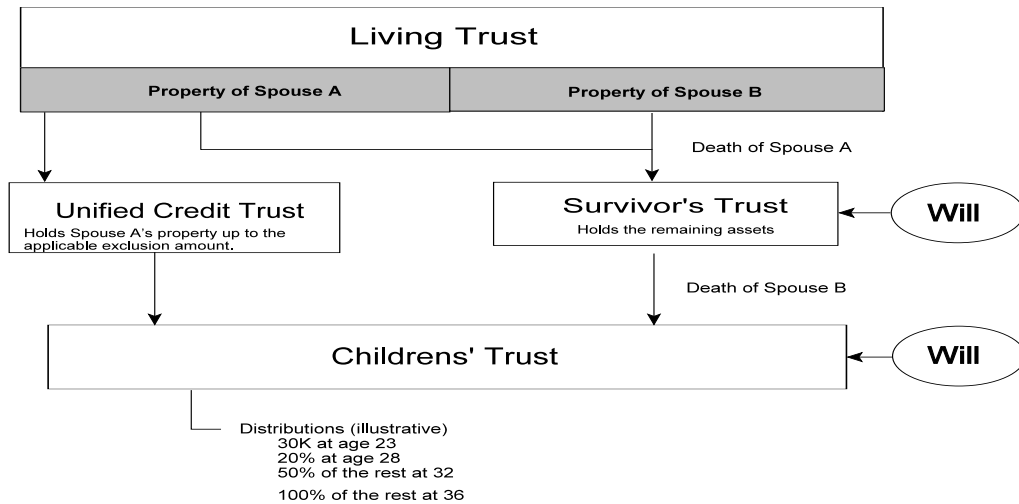 Living Trust
Property of Spouse A
Property of Spouse B
Death of Spouse A
Unified Credit Trust
Holds Spouse A's property up to the
applicable exclusion amount.
Survivor's Trust
Holds the remaining assets
Will
Death of Spouse B
Childrens' Trust
Will
Distributions (illustrative)
30K at age 23
20% at age 28
50% of the rest at 32
100% of the rest at 36